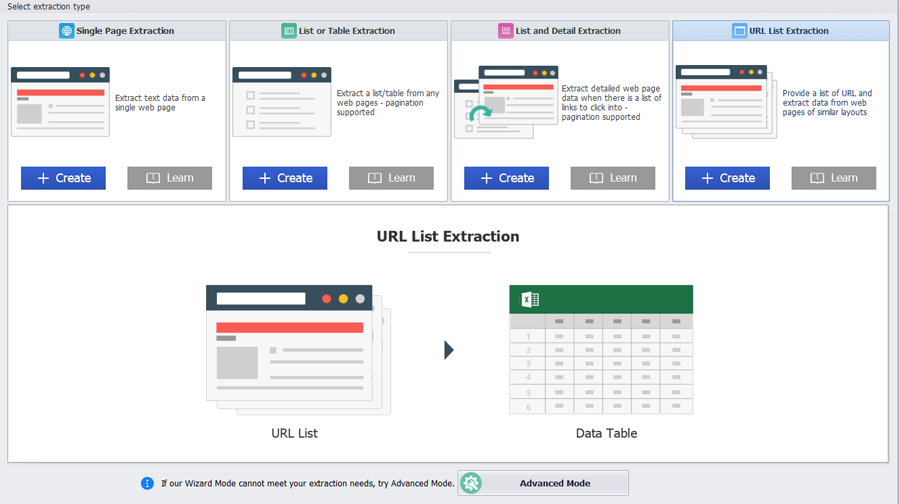 Select extraction type
Single Page Extraction
Extract text data from a
single web page
+ Create
Learn
List or Table Extraction
Extract a list/table from any
web pages - pagination
supported
+ Create
Learn
List and Detail Extraction
Extract detailed web page
data when there is a list of
links to click into -
pagination supported
+ Create
Learn
URL List Extraction
Provide a list of URL and
extract data from web
pages of similar layouts
+ Create
Learn
URL List Extraction
X
1
2
3
4
5
6
URL List
Data Table
If our Wizard Mode cannot meet your extraction needs, try Advanced Mode.
Advanced Mode